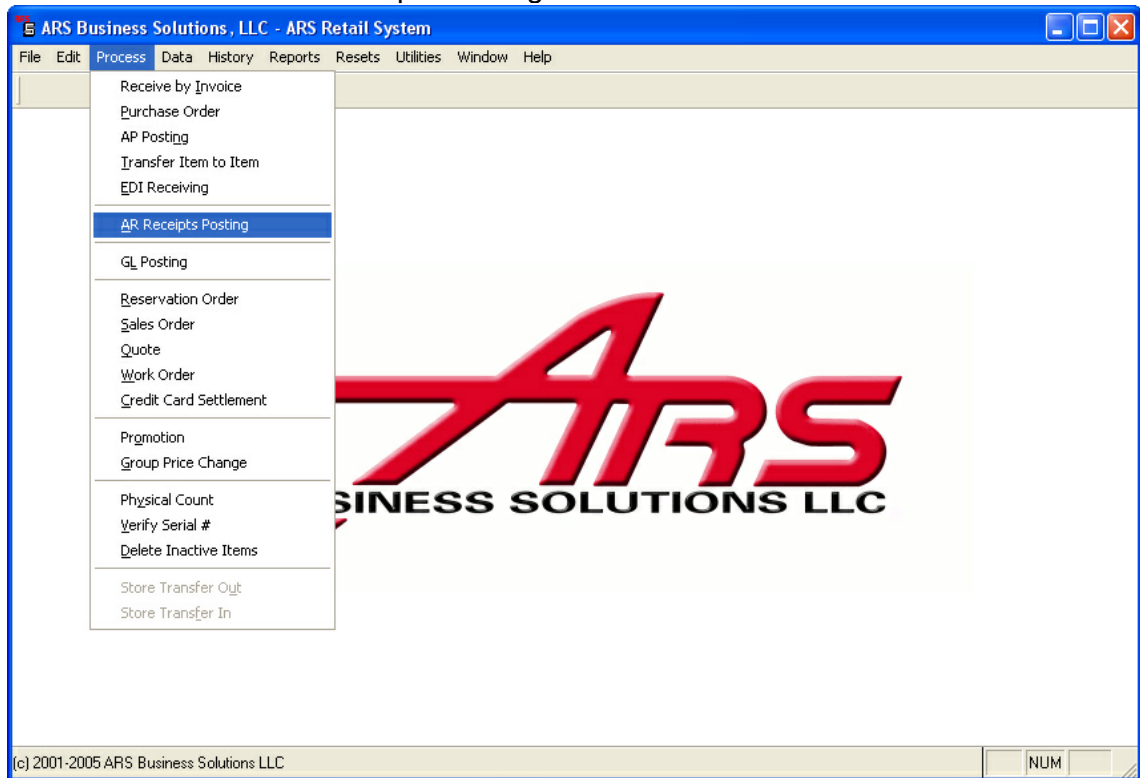 ARS Business Solutions, LLC - ARS Retail System
File Edit Process Data History Reports Resets Utilities Window Help
Receive by Invoice
Purchase Order
AP Posting
Transfer Item to Item
EDI Receiving
AR Receipts Posting
GL Posting
Reservation Order
Sales Order
Quote
Work Order
Credit Card Settlement
Promotion
Group Price Change
Physical Count
Verify Serial #
Delete Inactive Items
Store Transfer Out
Store Transfer In
ARS
SINESS SOLUTIONS LLC
(c) 2001-2005 ARS Business Solutions LLC NUM